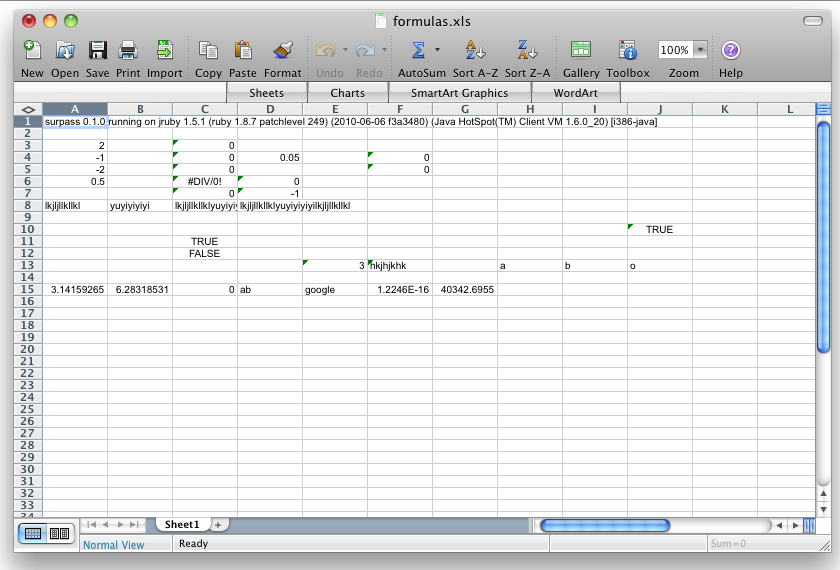 formulas.xls
New Open Save Print Import Copy Paste Format Undo Redo AutoSum Sort A-Z Sort Z-A Gallery Toolbox 100% Zoom Help
Sheets Charts SmartArt Graphics WordArt
A B C D E F G H I J K L
1 surpass 0.1.0 running on jruby 1.5.1 (ruby 1.8.7 patchlevel 249) (2010-06-06 f3a3480) (Java HotSpot(TM) Client VM 1.6.0_20) [i386-java]
2
3 2 0
4 -1 0 0.05 0
5 -2 0 0
6 0.5 #DIV/0! 0
7 0 -1
8 lkjljllkllkl yuyiyiyiyi
9
10 TRUE
11 TRUE
12 FALSE
13 3 hkjhjkhk a b o
14
15 3.14159265 6.28318531 0 ab google 1.2246E-16 40342.6955
16
17
18
19
20
21
22
23
24
25
26
27
28
29
30
31
32
33
34
Sheet1
Normal View Ready Sum=0